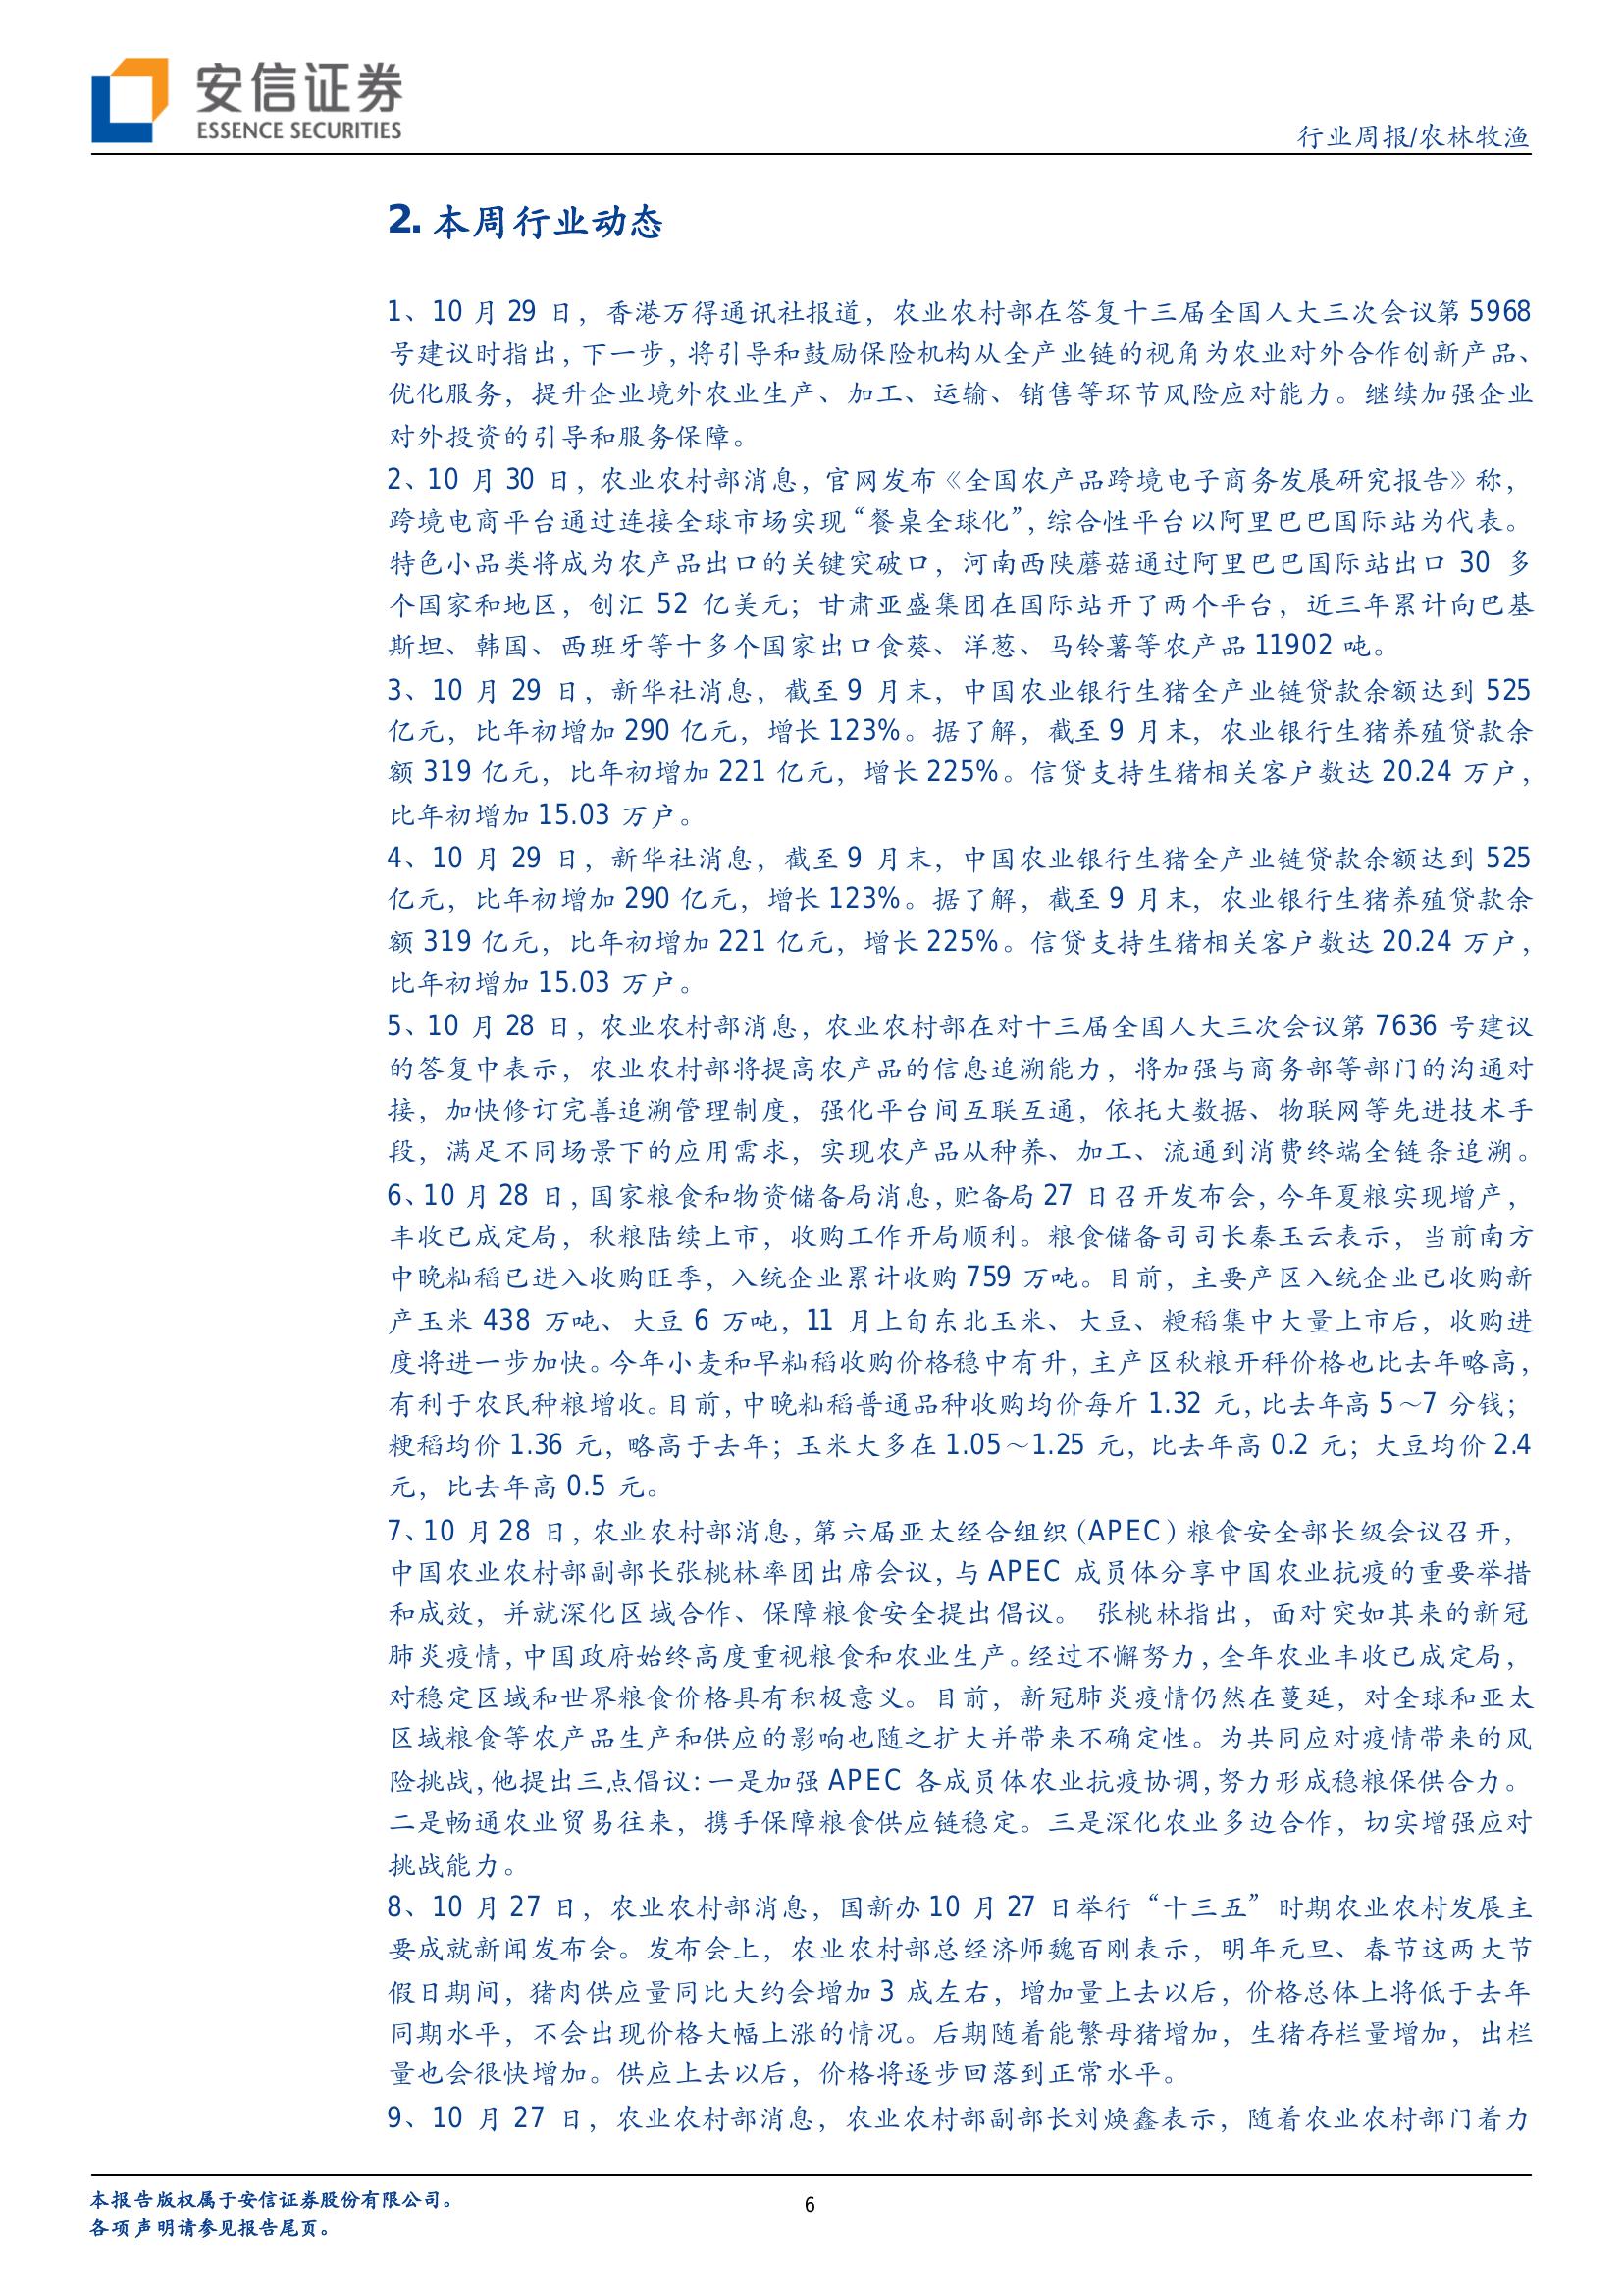 安信证券
ESSENCE SECURITIES
行业周报/农林牧渔
2. 本周行业动态
1、10 月 29 日，香港万得通讯社报道，农业农村部在答复十三届全国人大三次会议第 5968
号建议时指出，下一步，将引导和鼓励保险机构从全产业链的视角为农业对外合作创新产品、
优化服务，提升企业境外农业生产、加工、运输、销售等环节风险应对能力。继续加强企业
对外投资的引导和服务保障。
2、10 月 30 日，农业农村部消息，官网发布《全国农产品跨境电子商务发展研究报告》称，
跨境电商平台通过连接全球市场实现“餐桌全球化”，综合性平台以阿里巴巴国际站为代表。
特色小品类将成为农产品出口的关键突破口，河南西陕蘑菇通过阿里巴巴国际站出口 30 多
个国家和地区，创汇 52 亿美元；甘肃亚盛集团在国际站开了两个平台，近三年累计向巴基
斯坦、韩国、西班牙等十多个国家出口食葵、洋葱、马铃薯等农产品 11902 吨。
3、10 月 29 日，新华社消息，截至 9 月末，中国农业银行生猪全产业链贷款余额达到 525
亿元，比年初增加 290 亿元，增长 123%。据了解，截至 9 月末，农业银行生猪养殖贷款余
额 319 亿元，比年初增加 221 亿元，增长 225%。信贷支持生猪相关客户数达 20.24 万户，
比年初增加 15.03 万户。
4、10 月 29 日，新华社消息，截至 9 月末，中国农业银行生猪全产业链贷款余额达到 525
亿元，比年初增加 290 亿元，增长 123%。据了解，截至 9 月末，农业银行生猪养殖贷款余
额 319 亿元，比年初增加 221 亿元，增长 225%。信贷支持生猪相关客户数达 20.24 万户，
比年初增加 15.03 万户。
5、10 月 28 日，农业农村部消息，农业农村部在对十三届全国人大三次会议第 7636 号建议
的答复中表示，农业农村部将提高农产品的信息追溯能力，将加强与商务部等部门的沟通对
接，加快修订完善追溯管理制度，强化平台间互联互通，依托大数据、物联网等先进技术手
段，满足不同场景下的应用需求，实现农产品从种养、加工、流通到消费终端全链条追溯。
6、10 月 28 日，国家粮食和物资储备局消息，贮备局 27 日召开发布会，今年夏粮实现增产，
丰收已成定局，秋粮陆续上市，收购工作开局顺利。粮食储备司司长秦玉云表示，当前南方
中晚籼稻已进入收购旺季，入统企业累计收购 759 万吨。目前，主要产区入统企业已收购新
产玉米 438 万吨、大豆 6 万吨，11 月上旬东北玉米、大豆、粳稻集中大量上市后，收购进
度将进一步加快。今年小麦和早籼稻收购价格稳中有升，主产区秋粮开秤价格也比去年略高，
有利于农民种粮增收。目前，中晚籼稻普通品种收购均价每斤 1.32 元，比去年高 5～7 分钱；
粳稻均价 1.36 元，略高于去年；玉米大多在 1.05～1.25 元，比去年高 0.2 元；大豆均价 2.4
元，比去年高 0.5 元。
7、10 月 28 日，农业农村部消息，第六届亚太经合组织（APEC）粮食安全部长级会议召开，
中国农业农村部副部长张桃林率团出席会议，与 APEC 成员体分享中国农业抗疫的重要举措
和成效，并就深化区域合作、保障粮食安全提出倡议。 张桃林指出，面对突如其来的新冠
肺炎疫情，中国政府始终高度重视粮食和农业生产。经过不懈努力，全年农业丰收已成定局，
对稳定区域和世界粮食价格具有积极意义。目前，新冠肺炎疫情仍然在蔓延，对全球和亚太
区域粮食等农产品生产和供应的影响也随之扩大并带来不确定性。为共同应对疫情带来的风
险挑战，他提出三点倡议：一是加强 APEC 各成员体农业抗疫协调，努力形成稳粮保供合力。
二是畅通农业贸易往来，携手保障粮食供应链稳定。三是深化农业多边合作，切实增强应对
挑战能力。
8、10 月 27 日，农业农村部消息，国新办 10 月 27 日举行“十三五”时期农业农村发展主
要成就新闻发布会。发布会上，农业农村部总经济师魏百刚表示，明年元旦、春节这两大节
假日期间，猪肉供应量同比大约会增加 3 成左右，增加量上去以后，价格总体上将低于去年
同期水平，不会出现价格大幅上涨的情况。后期随着能繁母猪增加，生猪存栏量增加，出栏
量也会很快增加。供应上去以后，价格将逐步回落到正常水平。
9、10 月 27 日，农业农村部消息，农业农村部副部长刘焕鑫表示，随着农业农村部门着力
本报告版权属于安信证券股份有限公司。
各项声明请参见报告尾页。
6